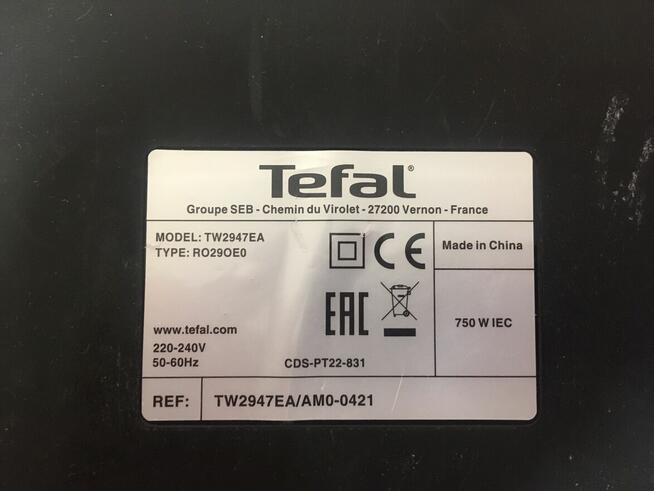 Tefal®
Groupe SEB - Chemin du Virolet - 27200 Vernon - France
MODEL: TW2947EA
TYPE: RO29OE0
CE
Made in China
EAC
www.tefal.com
220-240V
50-60Hz
CDS-PT22-831
750 W IEC
REF: TW2947EA/AM0-0421